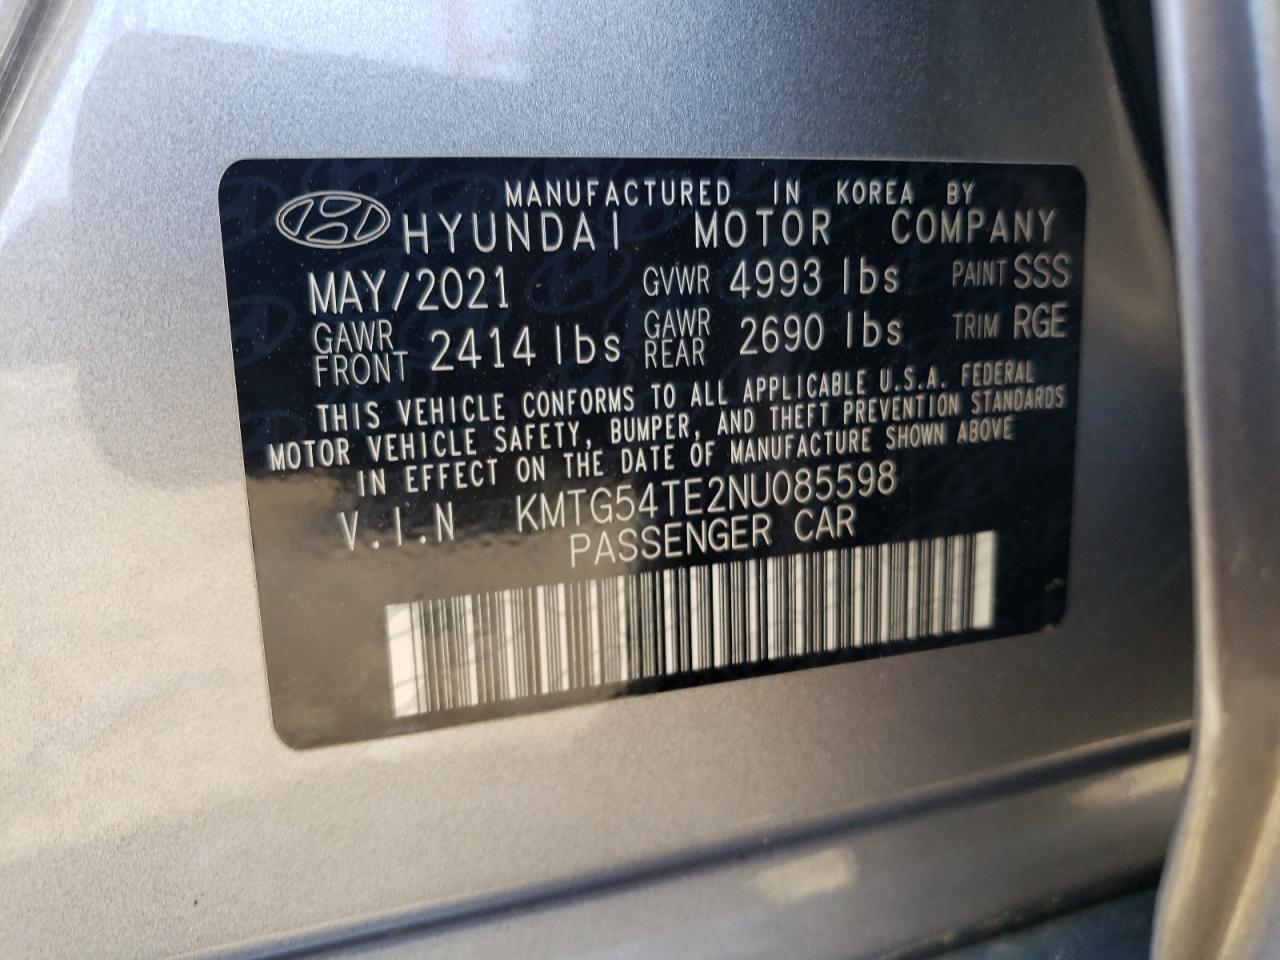 MANUFACTURED IN KOREA BY
HYUNDAI MOTOR COMPANY
MAY/2021 GVWR 4993 lbs PAINT SSS
GAWR FRONT 2414 lbs GAWR REAR 2690 lbs TRIM RGE
THIS VEHICLE CONFORMS TO ALL APPLICABLE U.S.A. FEDERAL
MOTOR VEHICLE SAFETY, BUMPER, AND THEFT PREVENTION STANDARDS
IN EFFECT ON THE DATE OF MANUFACTURE SHOWN ABOVE
V.I.N KMTG54TE2NU085598
PASSENGER CAR